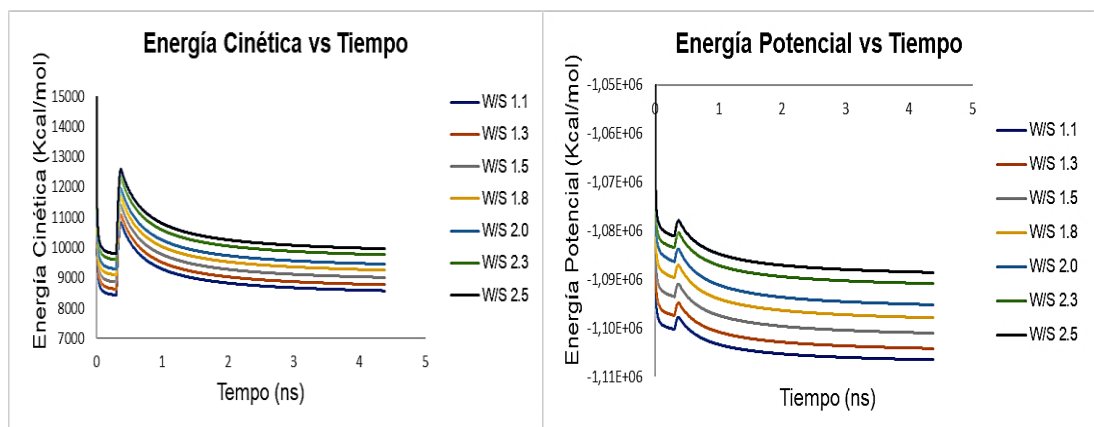 Energía Cinética vs Tiempo
Energía Cinética (Kcal/mol)
15000
14000
13000
12000
11000
10000
9000
8000
7000
0 1 2 3 4 5
Tempo (ns)
W/S 1.1
W/S 1.3
W/S 1.5
W/S 1.8
W/S 2.0
W/S 2.3
W/S 2.5
Energía Potencial vs Tiempo
Energía Potencial (Kcal/mol)
-1,05E+06
-1,06E+06
-1,07E+06
-1,08E+06
-1,09E+06
-1,10E+06
-1,11E+06
0 1 2 3 4 5
Tiempo (ns)
W/S 1.1
W/S 1.3
W/S 1.5
W/S 1.8
W/S 2.0
W/S 2.3
W/S 2.5